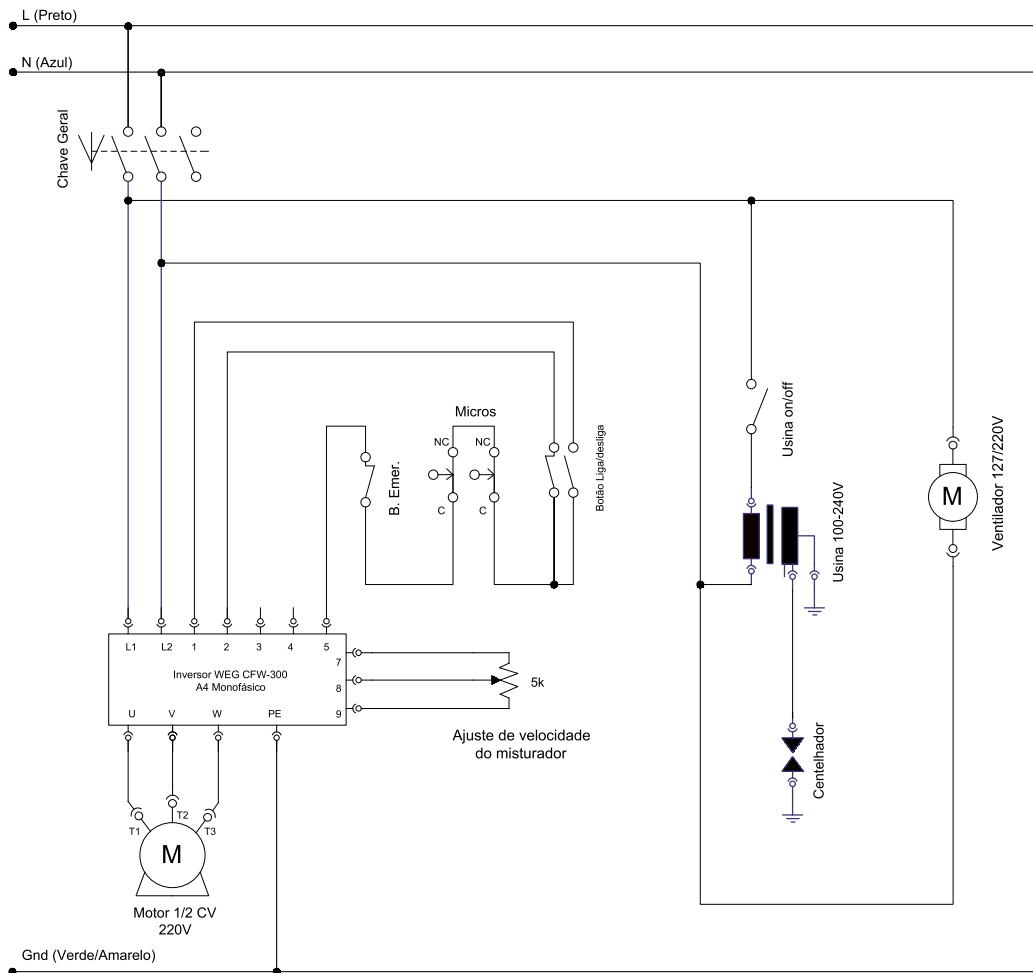 L (Preto)
N (Azul)
Chave Geral
Micros
NC
NC
B. Emer.
C
C
Botão Liga/desliga
Usina on/off
Usina 100-240V
M
Ventilador 127/220V
L1
L2
1
2
3
4
5
7
8
9
Inversor WEG CFW-300
A4 Monofásico
U
V
W
PE
5k
Ajuste de velocidade
do misturador
Centelhador
T1
T2
T3
M
Motor 1/2 CV
220V
Gnd (Verde/Amarelo)